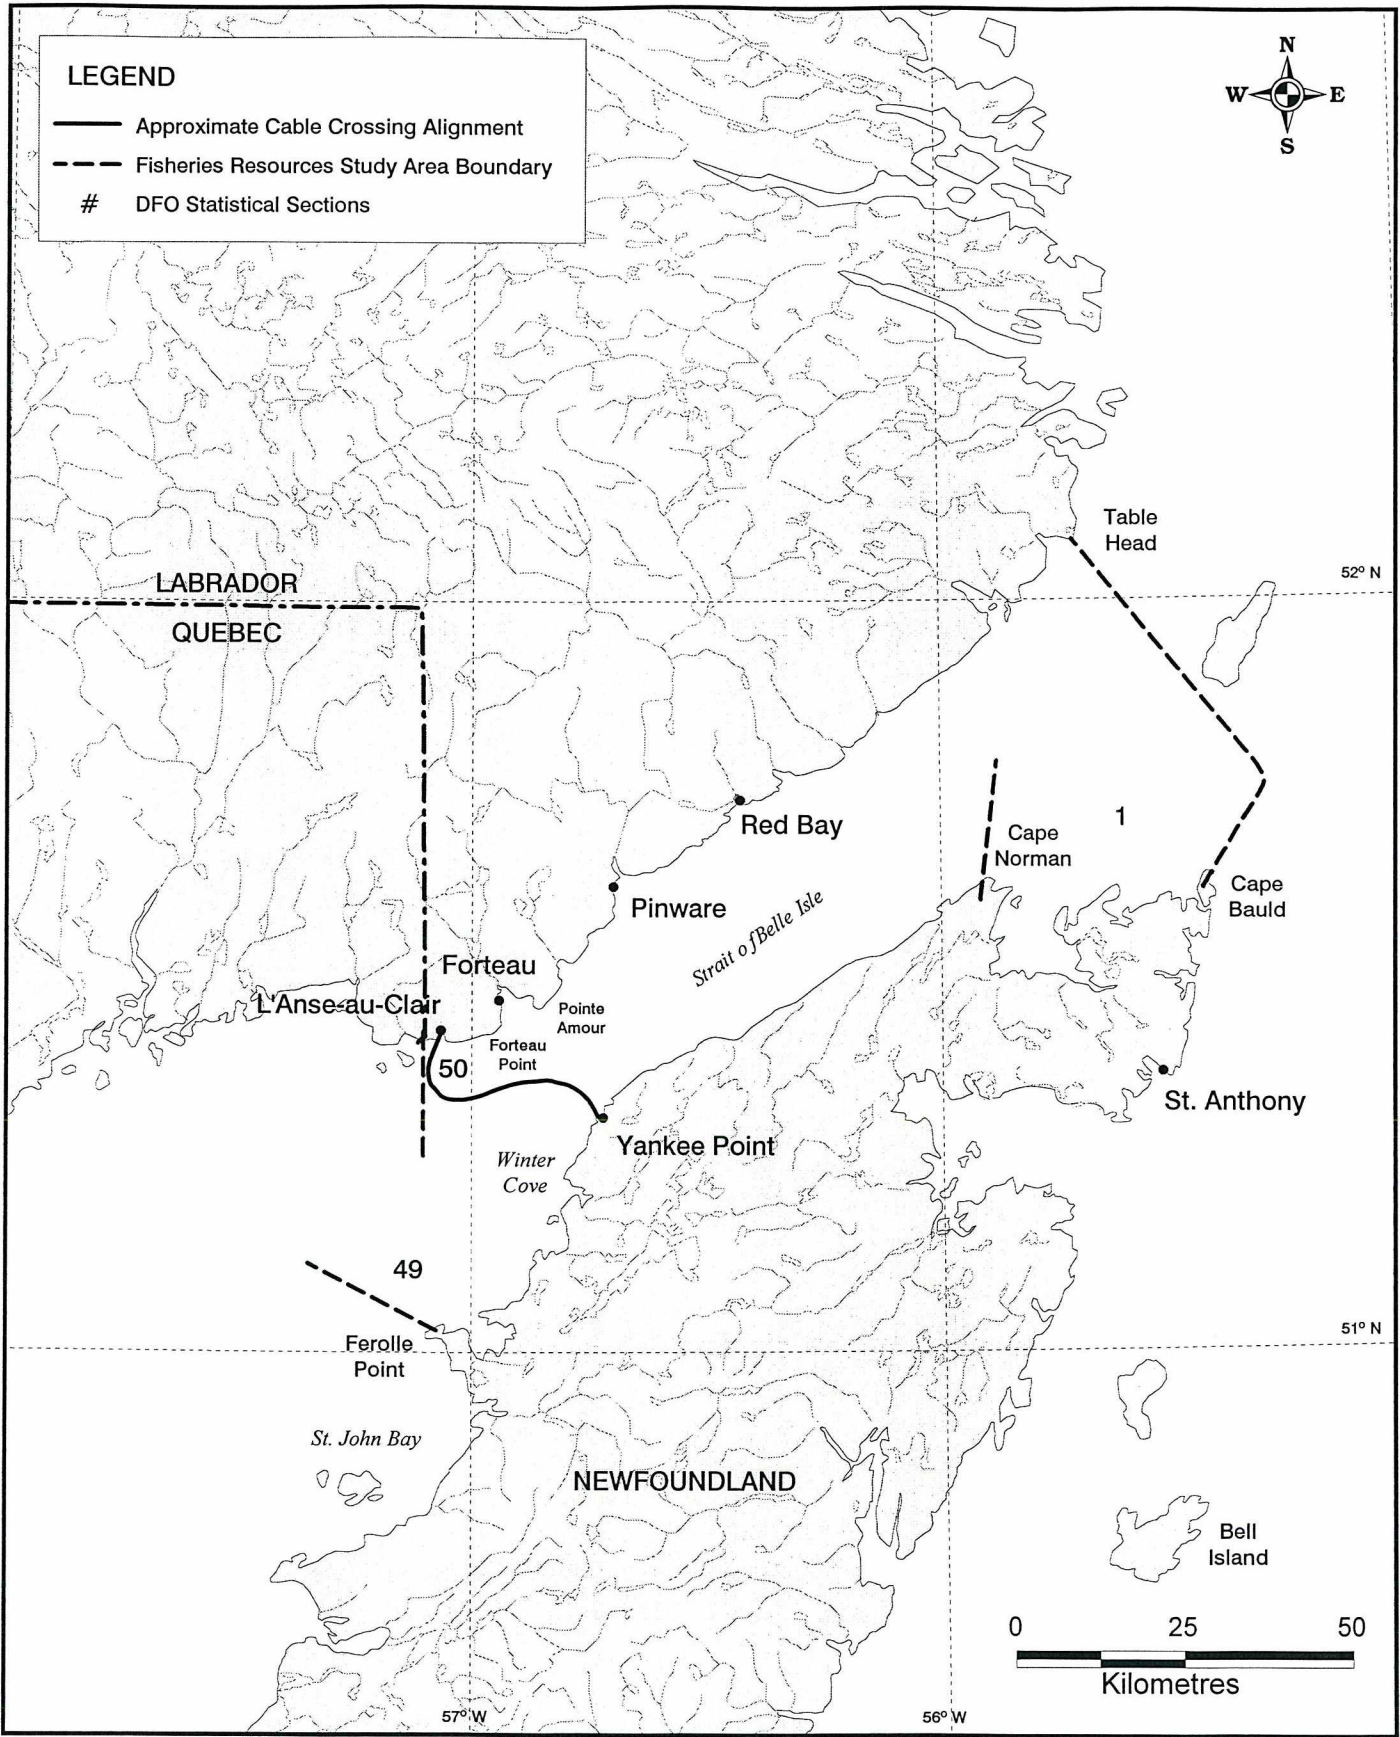 LEGEND
Approximate Cable Crossing Alignment
Fisheries Resources Study Area Boundary
# DFO Statistical Sections
N
W E
S
Table
Head
52° N
LABRADOR
QUEBEC
Red Bay
1
Cape
Norman
Cape
Bauld
Pinware
Strait of Belle Isle
Forteau
L'Anse-au-Clair
Pointe
Amour
Forteau
Point
50
St. Anthony
Yankee Point
Winter
Cove
49
Ferolle
Point
51° N
St. John Bay
NEWFOUNDLAND
Bell
Island
0 25 50
Kilometres
57° W
56° W